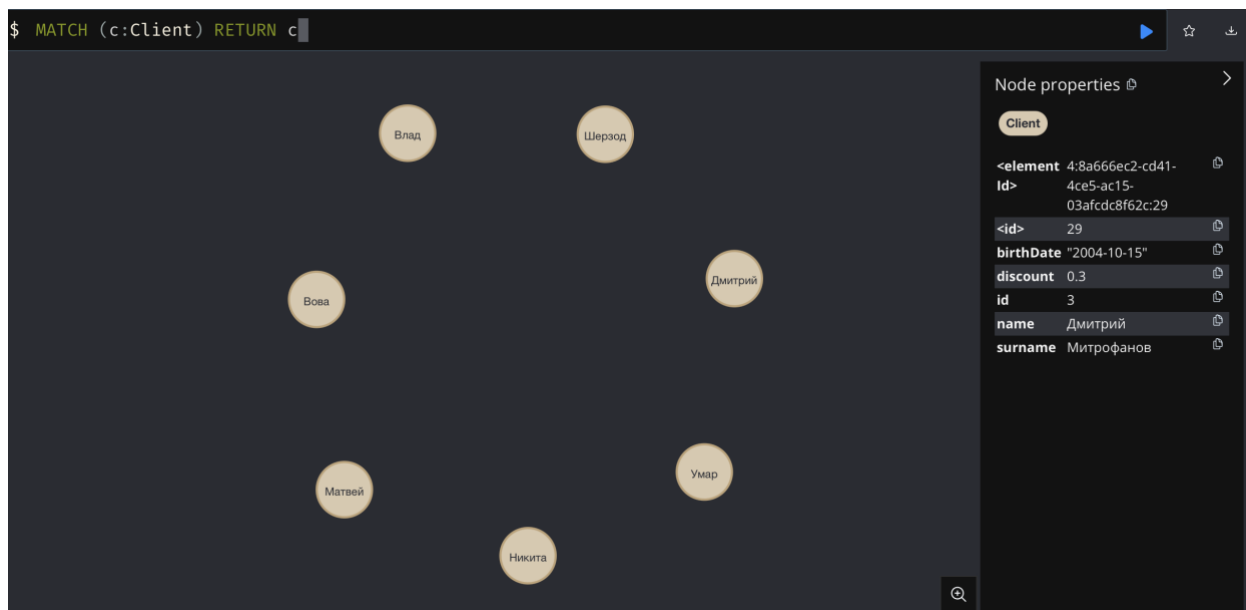 $ MATCH (c:Client) RETURN c
Влад
Шерзод
Вова
Дмитрий
Матвей
Умар
Никита
Node properties
Client
<element 4:8a666ec2-cd41-
Id> 4ce5-ac15-
03afcdc8f62c:29
<id> 29
birthDate "2004-10-15"
discount 0.3
id 3
name Дмитрий
surname Митрофанов